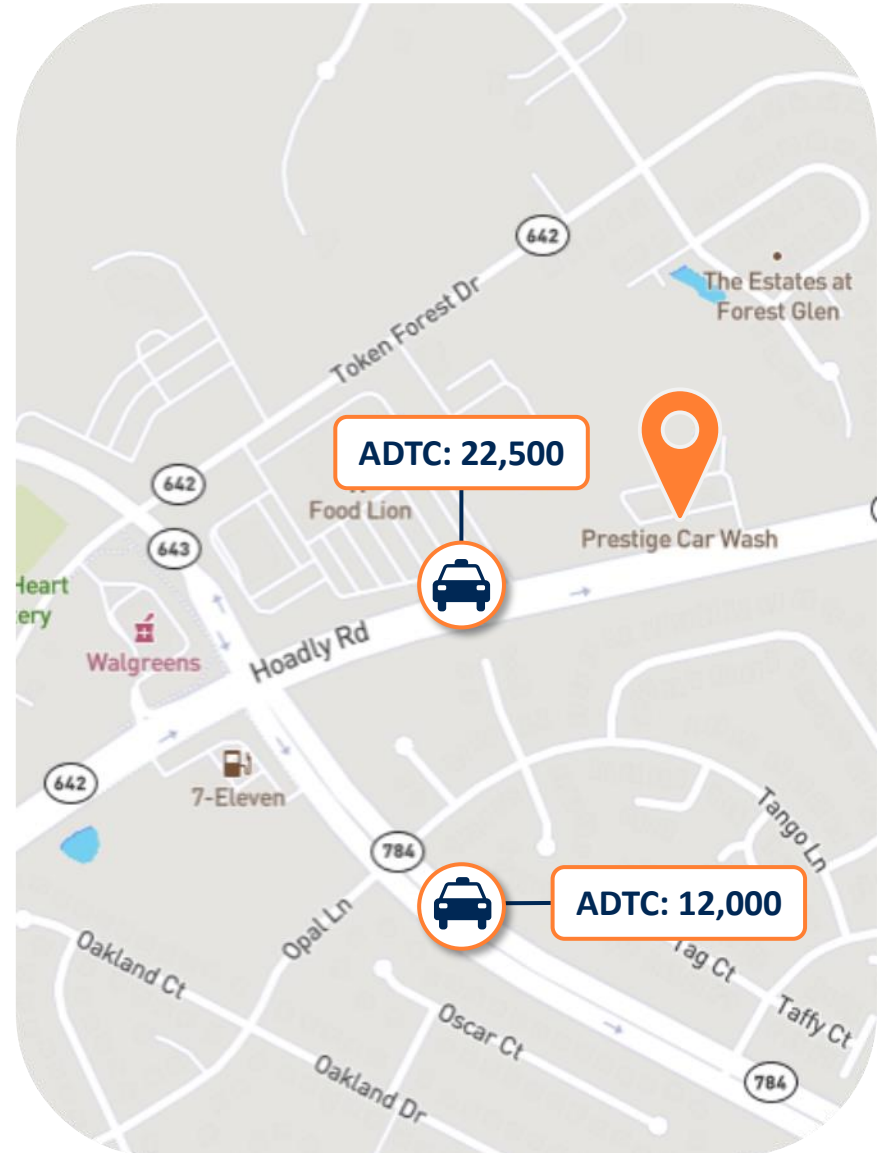 642
The Estates at
Forest Glen
Token Forest Dr
ADTC: 22,500
642
Food Lion
643
Prestige Car Wash
Heart
ery
Walgreens
Hoadly Rd
642
7-Eleven
784
Tango Ln
ADTC: 12,000
Opal Ln
Oakland Ct
Tag Ct
Taffy Ct
Oscar Ct
Oakland Dr
784